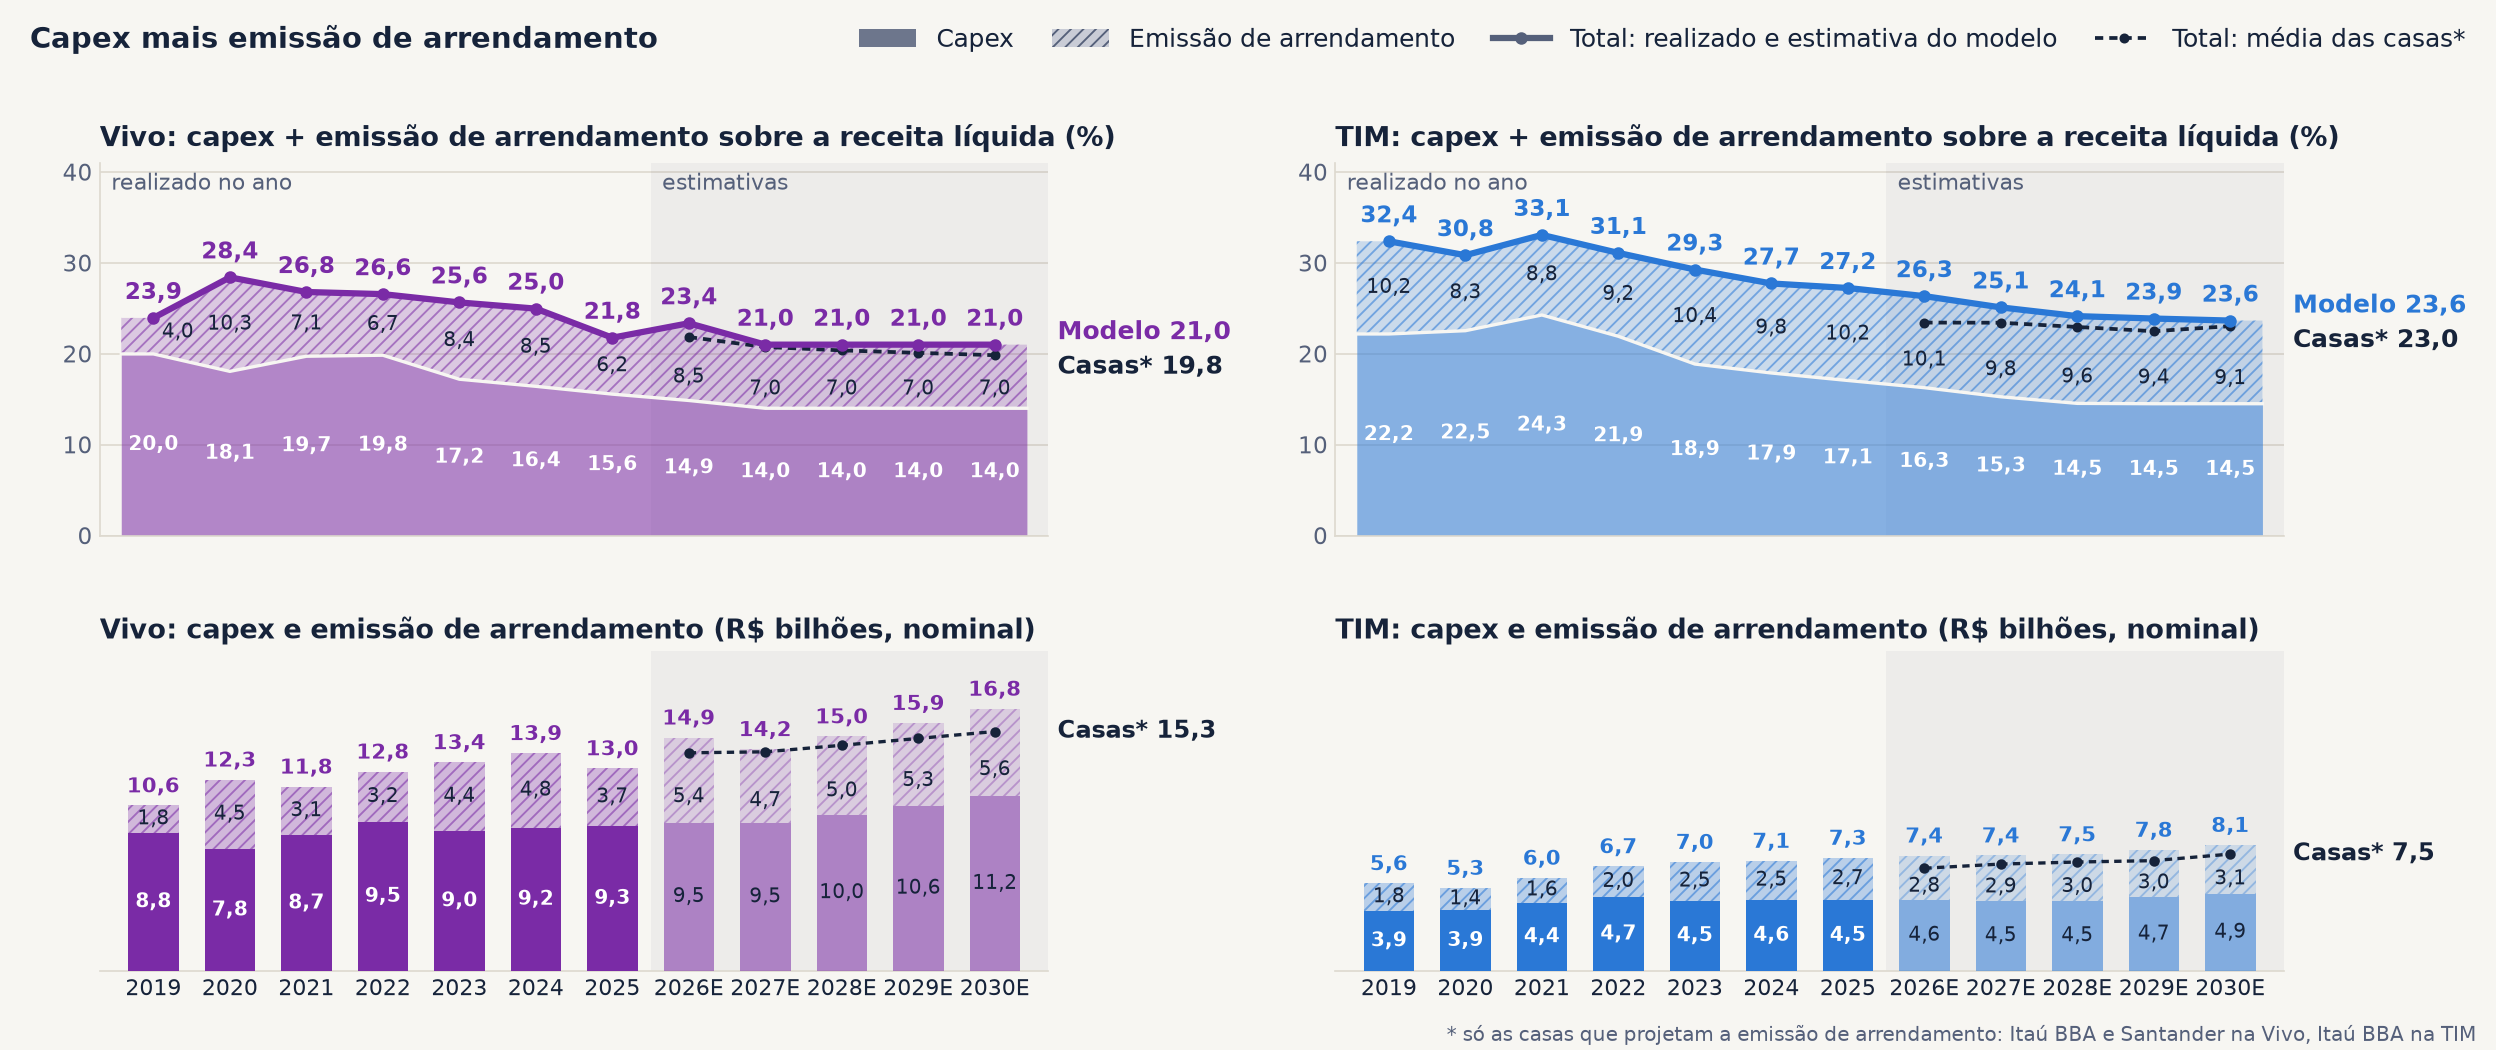 Capex mais emissão de arrendamento
Capex
Emissão de arrendamento
Total: realizado e estimativa do modelo
Total: média das casas*
Vivo: capex + emissão de arrendamento sobre a receita líquida (%)
40
30
20
10
0
realizado no ano
estimativas
23,9 28,4 26,8 26,6 25,6 25,0 21,8 23,4 21,0 21,0 21,0 21,0
4,0 10,3 7,1 6,7 8,4 8,5 6,2 8,5 7,0 7,0 7,0 7,0
20,0 18,1 19,7 19,8 17,2 16,4 15,6 14,9 14,0 14,0 14,0 14,0
Modelo 21,0
Casas* 19,8
TIM: capex + emissão de arrendamento sobre a receita líquida (%)
40
30
20
10
0
realizado no ano
estimativas
32,4 30,8 33,1 31,1 29,3 27,7 27,2 26,3 25,1 24,1 23,9 23,6
10,2 8,3 8,8 9,2 10,4 9,8 10,2 10,1 9,8 9,6 9,4 9,1
22,2 22,5 24,3 21,9 18,9 17,9 17,1 16,3 15,3 14,5 14,5 14,5
Modelo 23,6
Casas* 23,0
Vivo: capex e emissão de arrendamento (R$ bilhões, nominal)
10,6 12,3 11,8 12,8 13,4 13,9 13,0 14,9 14,2 15,0 15,9 16,8
1,8 4,5 3,1 3,2 4,4 4,8 3,7 5,4 4,7 5,0 5,3 5,6
8,8 7,8 8,7 9,5 9,0 9,2 9,3 9,5 9,5 10,0 10,6 11,2
Casas* 15,3
2019 2020 2021 2022 2023 2024 2025 2026E 2027E 2028E 2029E 2030E
TIM: capex e emissão de arrendamento (R$ bilhões, nominal)
5,6 5,3 6,0 6,7 7,0 7,1 7,3 7,4 7,4 7,5 7,8 8,1
1,8 1,4 1,6 2,0 2,5 2,5 2,7 2,8 2,9 3,0 3,0 3,1
3,9 3,9 4,4 4,7 4,5 4,6 4,5 4,6 4,5 4,5 4,7 4,9
Casas* 7,5
2019 2020 2021 2022 2023 2024 2025 2026E 2027E 2028E 2029E 2030E
* só as casas que projetam a emissão de arrendamento: Itaú BBA e Santander na Vivo, Itaú BBA na TIM